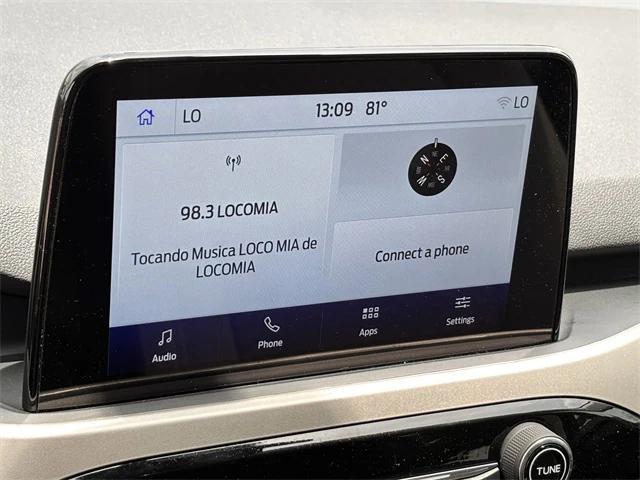 LO 13:09 81° LO
98.3 LOCOMIA
Tocando Musica LOCO MIA de
LOCOMIA
N
NE
E
W
S
Connect a phone
Audio
Phone
Apps
Settings
TUNE